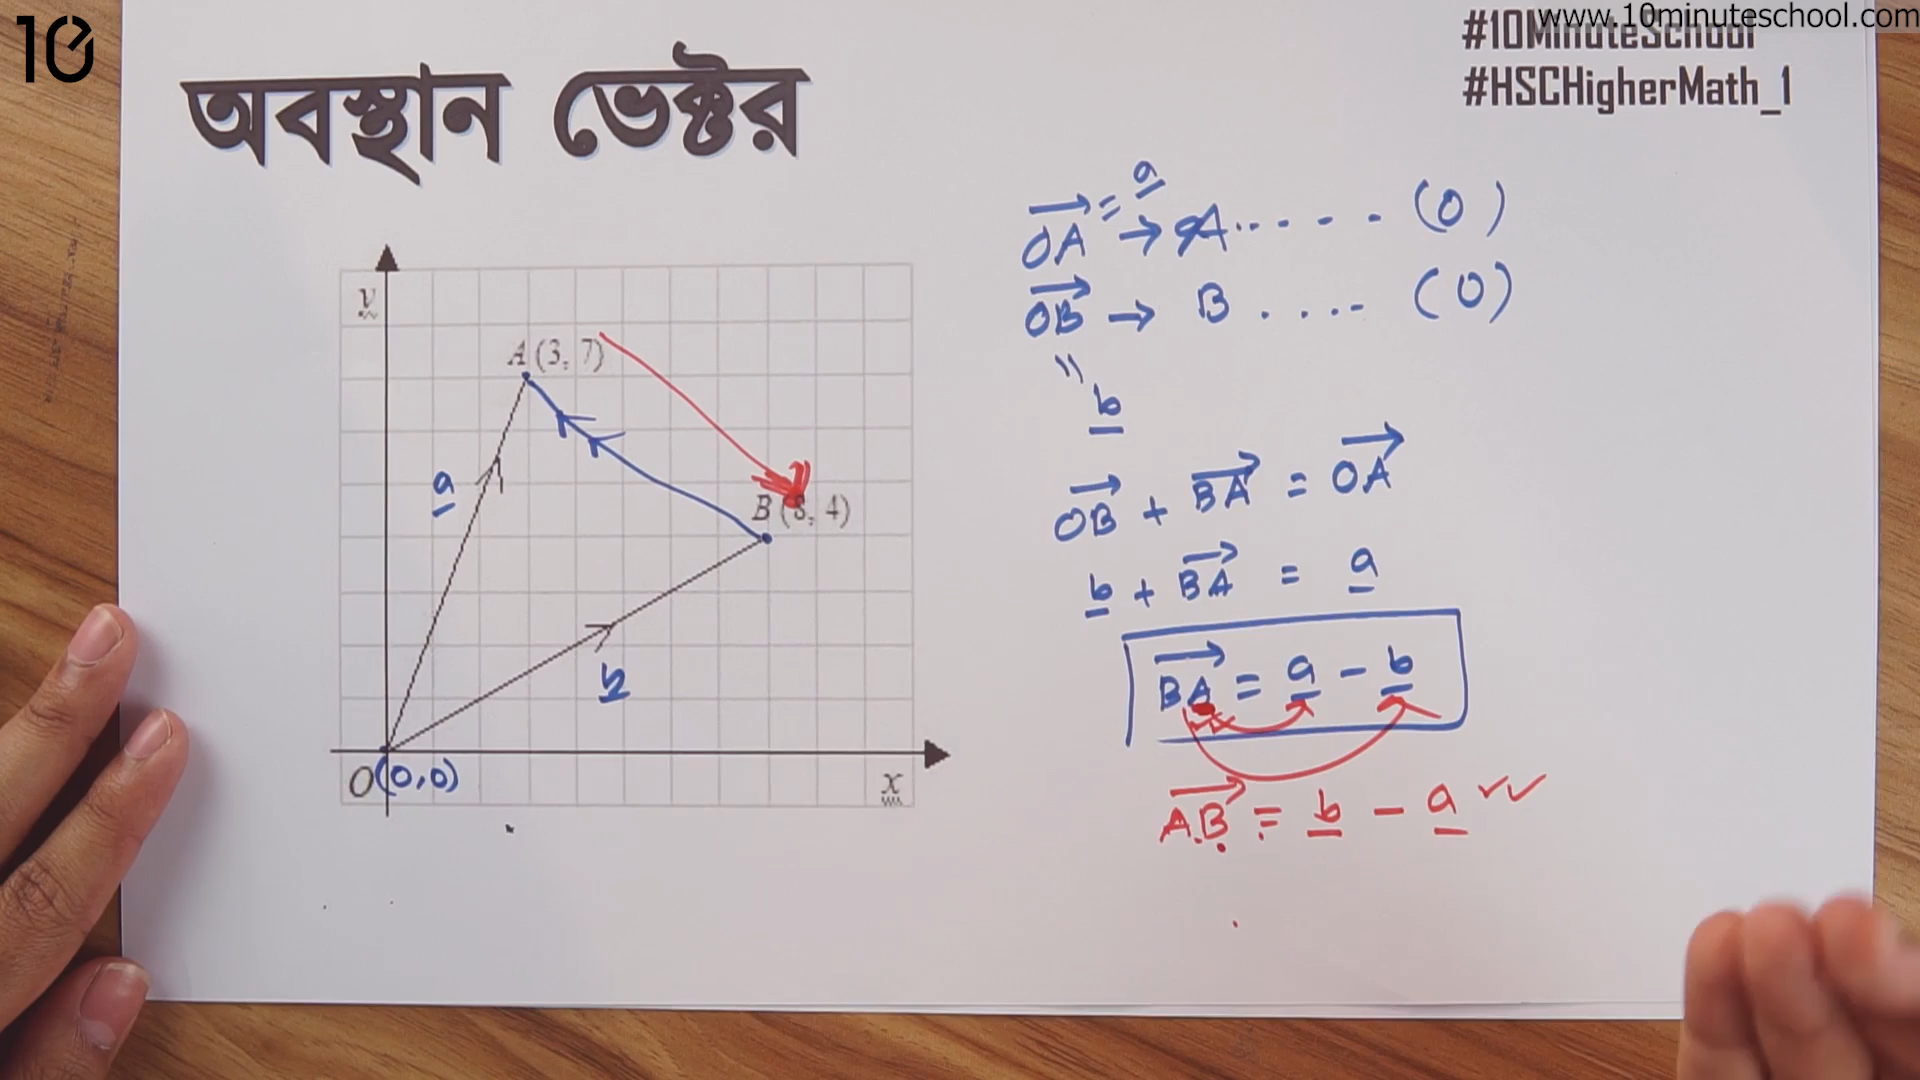 10
www.10minuteschool.com
#10MinuteSchool
#HSCHigherMath_1
অবস্থান ভেক্টর
y
A (3, 7)
B (8, 4)
a
b
O(0,0)
x
OA = a → A ..... (0)
OB → B ..... (0)
=
b
OB + BA = OA
b + BA = a
BA = a - b
AB = b - a